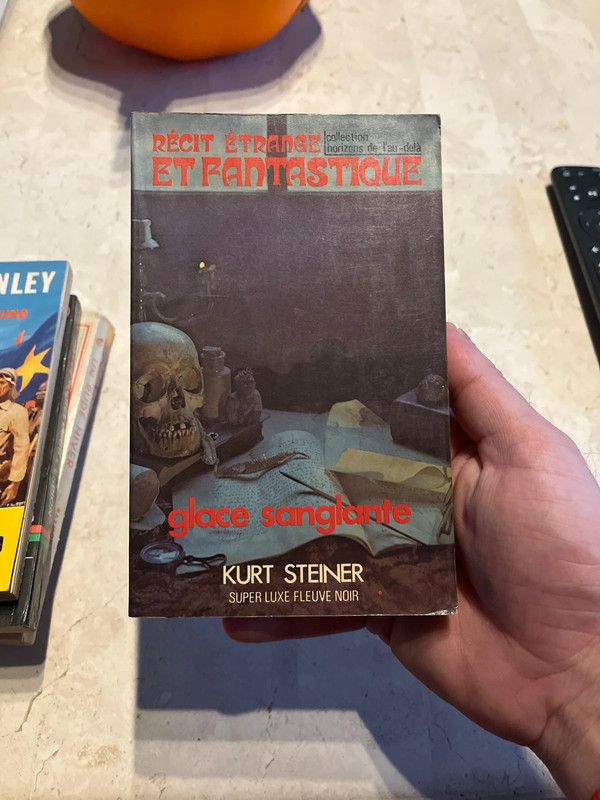 RÉCIT ÉTRANGE
collection
horizons de l'au-delà
ET FANTASTIQUE
glace sanglante
KURT STEINER
SUPER LUXE FLEUVE NOIR
NLEY